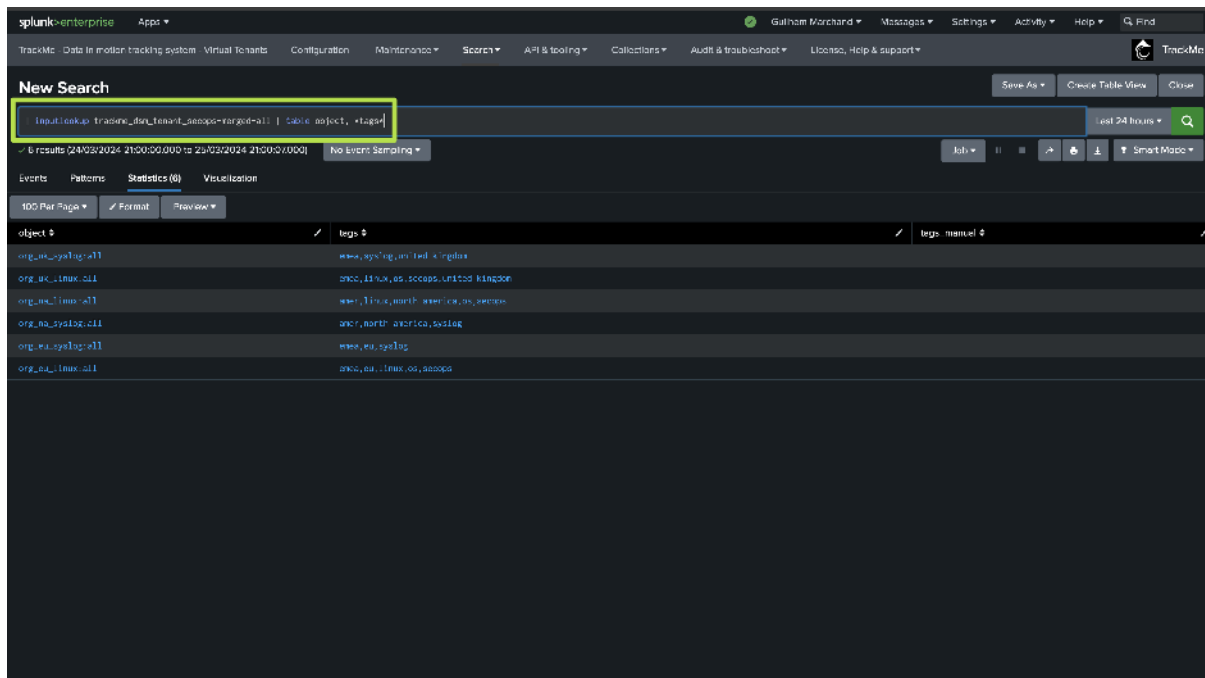 splunk>enterprise Apps ▾ Guilhem Marchand ▾ Messages ▾ Settings ▾ Activity ▾ Help ▾ Find
TrackMe - Data in motion tracking system - Virtual Tenants Configuration Maintenance ▾ Search ▾ API & tooling ▾ Collections ▾ Audit & troubleshoot ▾ License, Help & support ▾ TrackMe
New Search Save As ▾ Create Table View Close
| inputlookup trackme_dsm_tenant_secops-merged-all | table object, *tags* Last 24 hours ▾
✓ 6 results (24/03/2024 21:00:00.000 to 25/03/2024 21:00:07.000) No Event Sampling ▾ Job ▾ Smart Mode ▾
Events Patterns Statistics (6) Visualization
100 Per Page ▾ Format Preview ▾
object tags tags_manual
org_uk_syslog:all emea,syslog,united kingdom
org_uk_linux:all emea,linux,os,secops,united kingdom
org_na_linux:all amer,linux,north america,os,secops
org_na_syslog:all amer,north america,syslog
org_eu_syslog:all emea,eu,syslog
org_eu_linux:all emea,eu,linux,os,secops